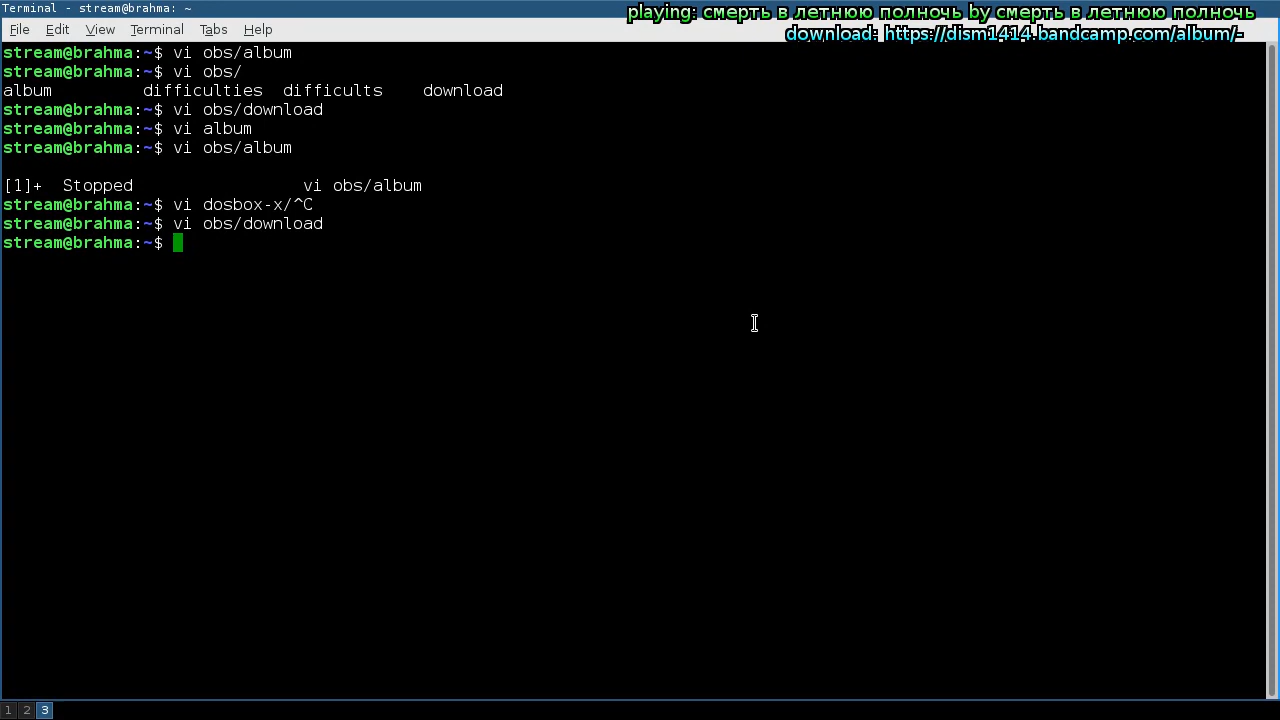 Terminal - stream@brahma: ~
playing: смерть в летнюю полночь by смерть в летнюю полночь
File Edit View Terminal Tabs Help
download: https://dism1414.bandcamp.com/album/-
stream@brahma:~$ vi obs/album
stream@brahma:~$ vi obs/
album difficulties difficults download
stream@brahma:~$ vi obs/download
stream@brahma:~$ vi album
stream@brahma:~$ vi obs/album
[1]+ Stopped vi obs/album
stream@brahma:~$ vi dosbox-x/^C
stream@brahma:~$ vi obs/download
stream@brahma:~$
1 2 3